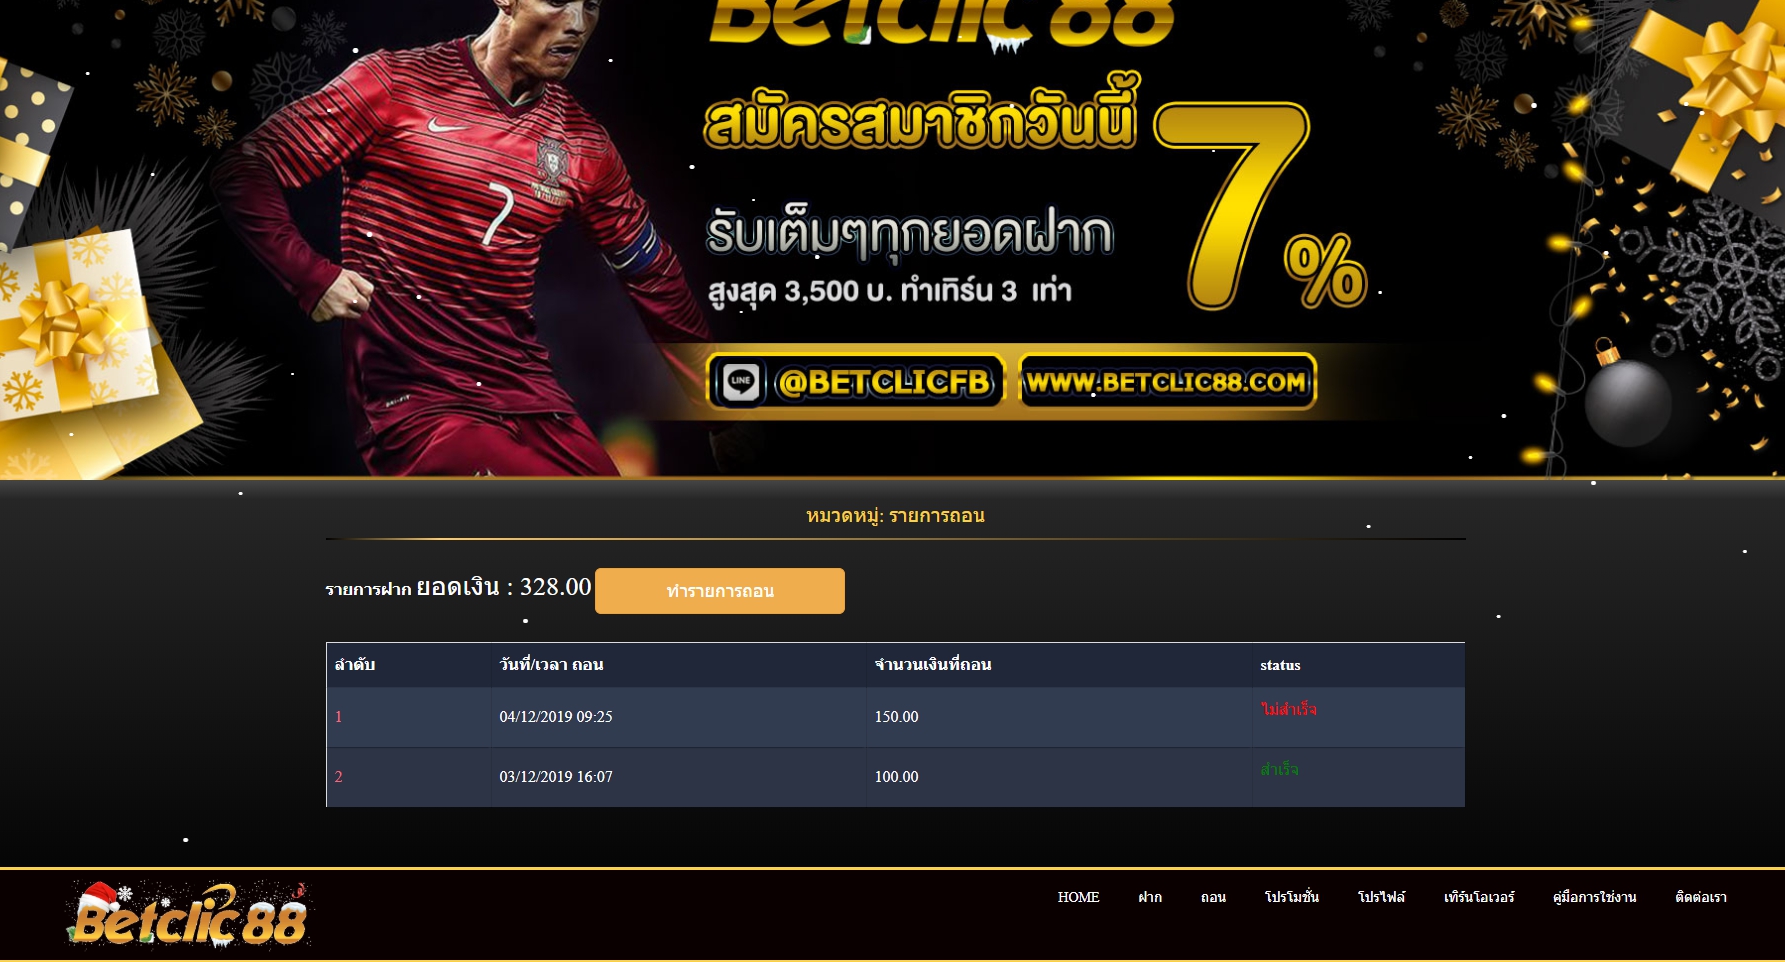 Betclic 88
สมัครสมาชิกวันนี้
7%
รับเต็มๆทุกยอดฝาก
สูงสุด 3,500 บ. ทำเทิร์น 3 เท่า
7
LINE @BETCLICFB WWW.BETCLIC88.COM
หมวดหมู่: รายการถอน
รายการฝาก ยอดเงิน : 328.00 ทำรายการถอน
ลำดับ วันที่/เวลา ถอน จำนวนเงินที่ถอน status
1 04/12/2019 09:25 150.00 ไม่สำเร็จ
2 03/12/2019 16:07 100.00 สำเร็จ
Betclic 88
HOME ฝาก ถอน โปรโมชั่น โปรไฟล์ เทิร์นโอเวอร์ คู่มือการใช่งาน ติดต่อเรา